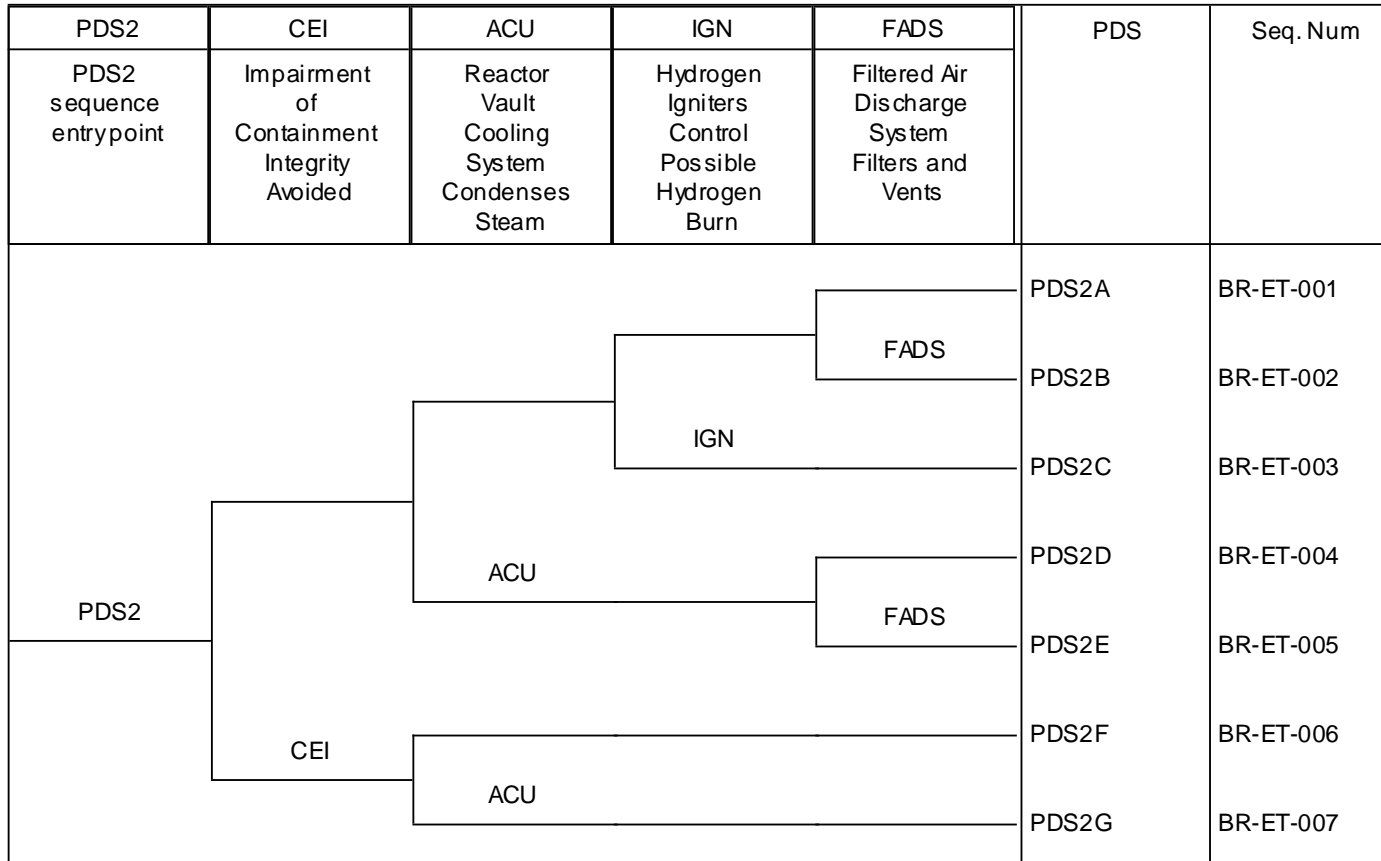 PDS2
CEI
ACU
IGN
FADS
PDS
Seq. Num
PDS2
sequence
entrypoint
Impairment
of
Containment
Integrity
Avoided
Reactor
Vault
Cooling
System
Condenses
Steam
Hydrogen
Igniters
Control
Possible
Hydrogen
Burn
Filtered Air
Discharge
System
Filters and
Vents
PDS2A
BR-ET-001
FADS
PDS2B
BR-ET-002
IGN
PDS2C
BR-ET-003
PDS2D
BR-ET-004
ACU
PDS2
FADS
PDS2E
BR-ET-005
PDS2F
BR-ET-006
CEI
ACU
PDS2G
BR-ET-007